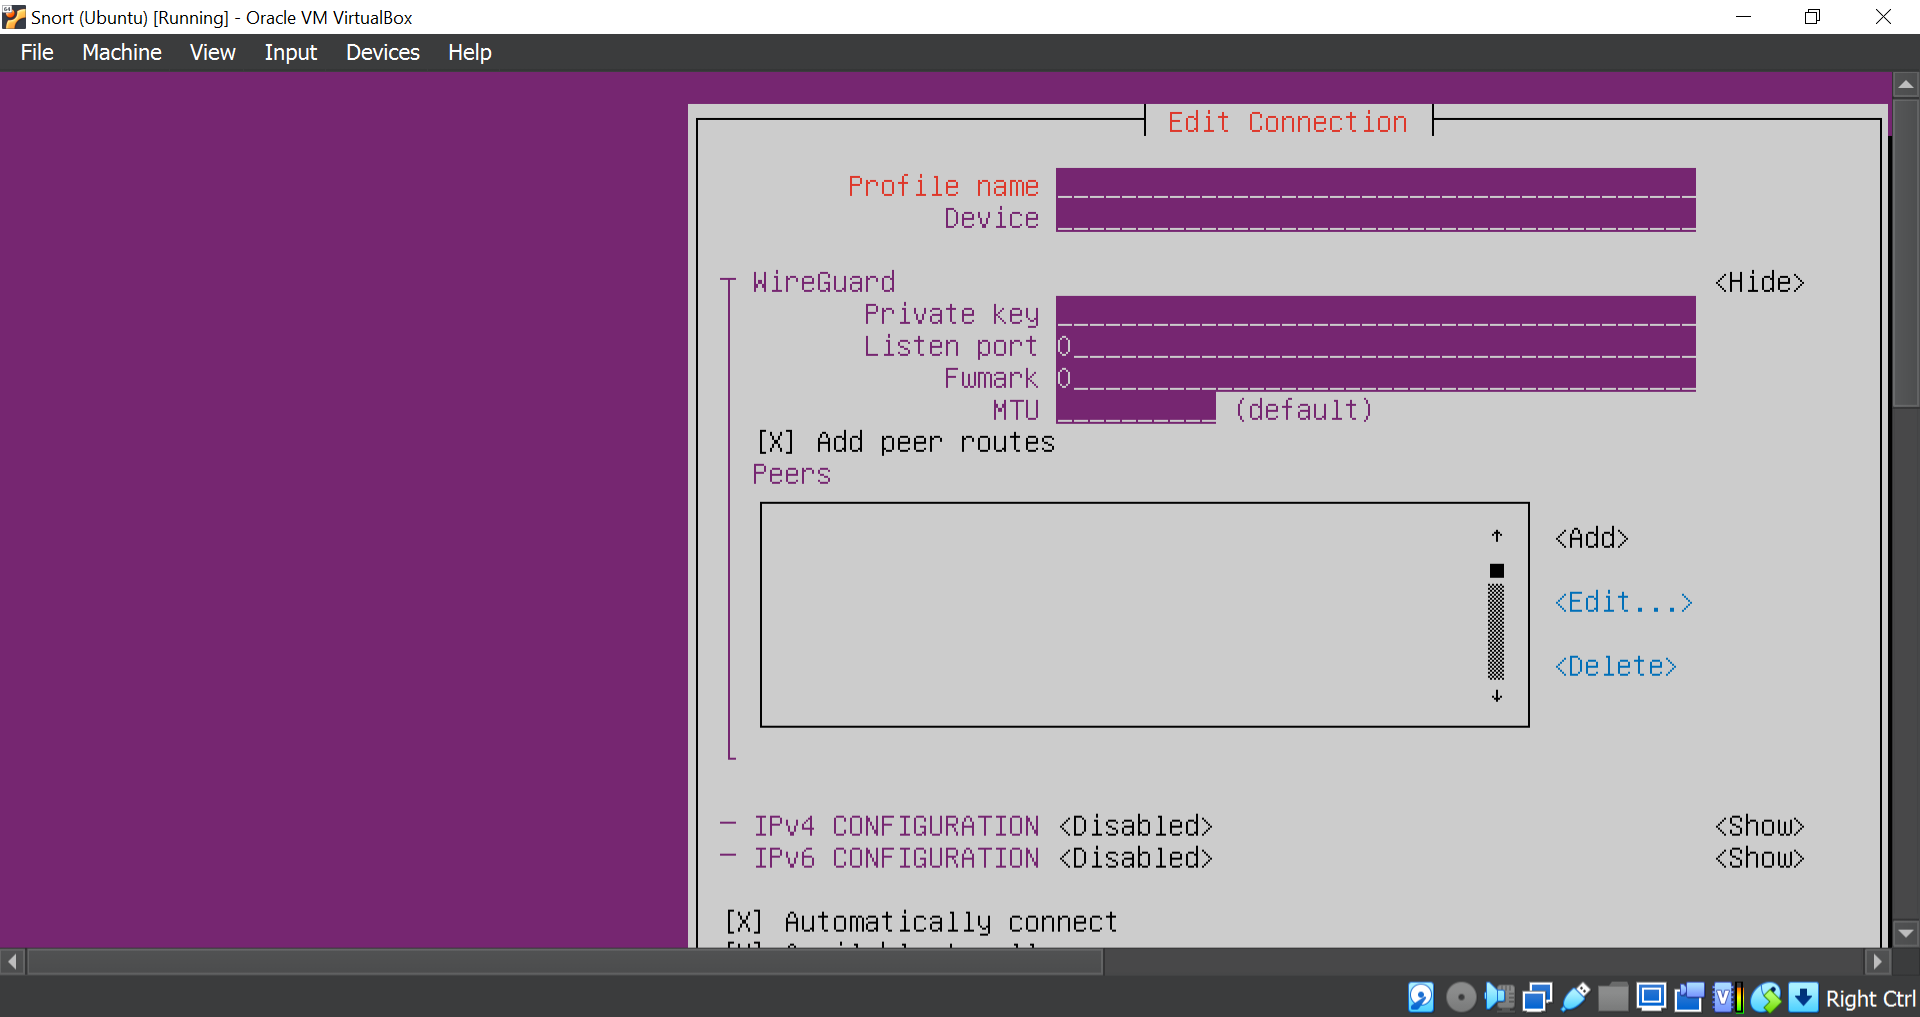 Snort (Ubuntu) [Running] - Oracle VM VirtualBox
File Machine View Input Devices Help
Edit Connection
Profile name
Device
WireGuard <Hide>
Private key
Listen port 0
Fwmark 0
MTU (default)
[X] Add peer routes
Peers
<Add>
<Edit...>
<Delete>
IPv4 CONFIGURATION <Disabled> <Show>
IPv6 CONFIGURATION <Disabled> <Show>
[X] Automatically connect
Right Ctrl